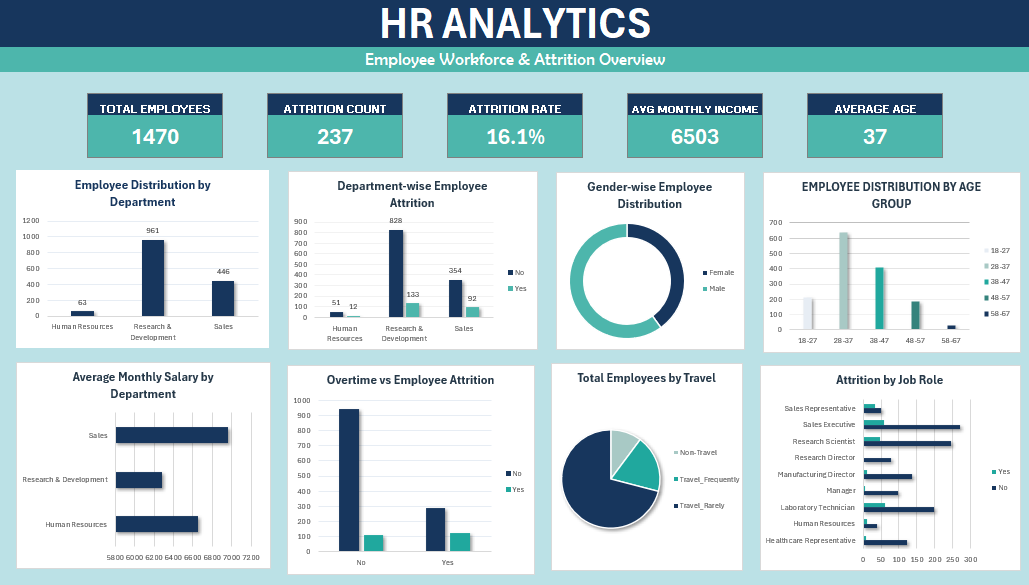 HR ANALYTICS
Employee Workforce & Attrition Overview
TOTAL EMPLOYEES
1470
ATTRITION COUNT
237
ATTRITION RATE
16.1%
AVG MONTHLY INCOME
6503
AVERAGE AGE
37
Employee Distribution by
Department
1200
1000
800
600
400
200
0
63
961
446
Human Resources
Research &
Development
Sales
Department-wise Employee
Attrition
900
800
700
600
500
400
300
200
100
0
51
12
828
133
354
92
Human
Resources
Research &
Development
Sales
No
Yes
Gender-wise Employee
Distribution
Female
Male
EMPLOYEE DISTRIBUTION BY AGE
GROUP
700
600
500
400
300
200
100
0
18-27
28-37
38-47
48-57
58-67
18-27
28-37
38-47
48-57
58-67
Average Monthly Salary by
Department
Sales
Research & Development
Human Resources
5800 6000 6200 6400 6600 6800 7000 7200
Overtime vs Employee Attrition
1000
900
800
700
600
500
400
300
200
100
0
No
Yes
No
Yes
Total Employees by Travel
Non-Travel
Travel_Frequently
Travel_Rarely
Attrition by Job Role
Sales Representative
Sales Executive
Research Scientist
Research Director
Manufacturing Director
Manager
Laboratory Technician
Human Resources
Healthcare Representative
0 50 100 150 200 250 300
Yes
No